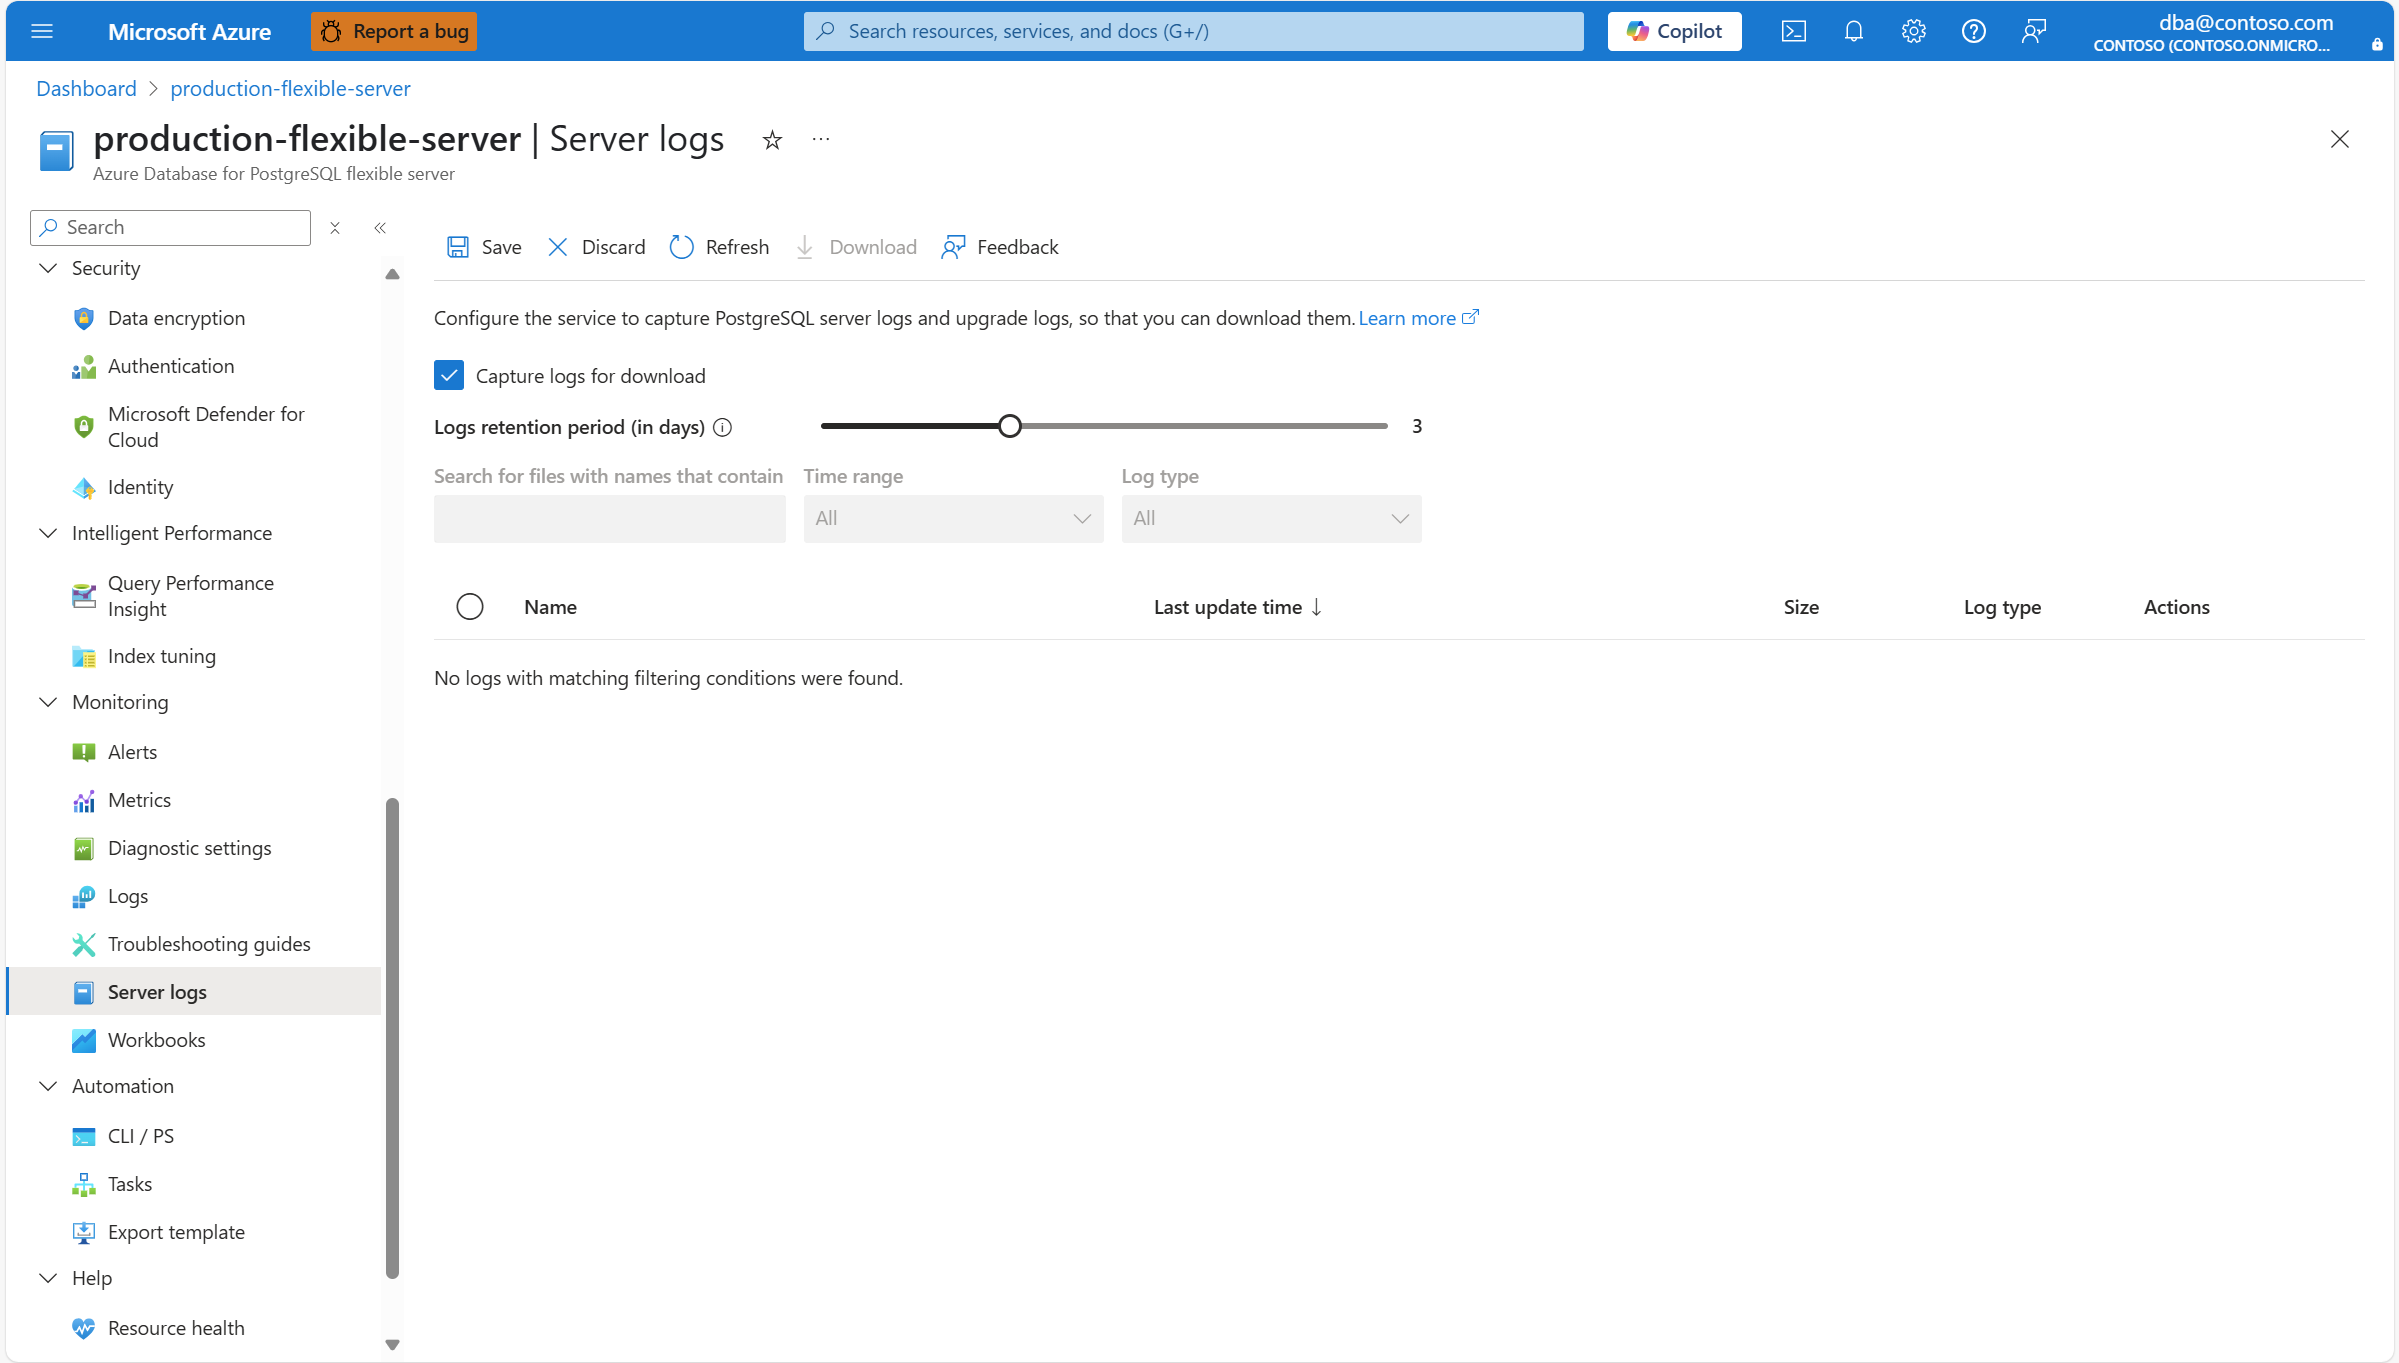 Microsoft Azure
Report a bug
Search resources, services, and docs (G+/)
Copilot
dba@contoso.com
CONTOSO (CONTOSO.ONMICRO...
Dashboard > production-flexible-server
production-flexible-server | Server logs
Azure Database for PostgreSQL flexible server
Search
Security
Data encryption
Authentication
Microsoft Defender for
Cloud
Identity
Intelligent Performance
Query Performance
Insight
Index tuning
Monitoring
Alerts
Metrics
Diagnostic settings
Logs
Troubleshooting guides
Server logs
Workbooks
Automation
CLI / PS
Tasks
Export template
Help
Resource health
Save Discard Refresh Download Feedback
Configure the service to capture PostgreSQL server logs and upgrade logs, so that you can download them. Learn more
Capture logs for download
Logs retention period (in days) 3
Search for files with names that contain Time range Log type
All All
Name Last update time ↓ Size Log type Actions
No logs with matching filtering conditions were found.